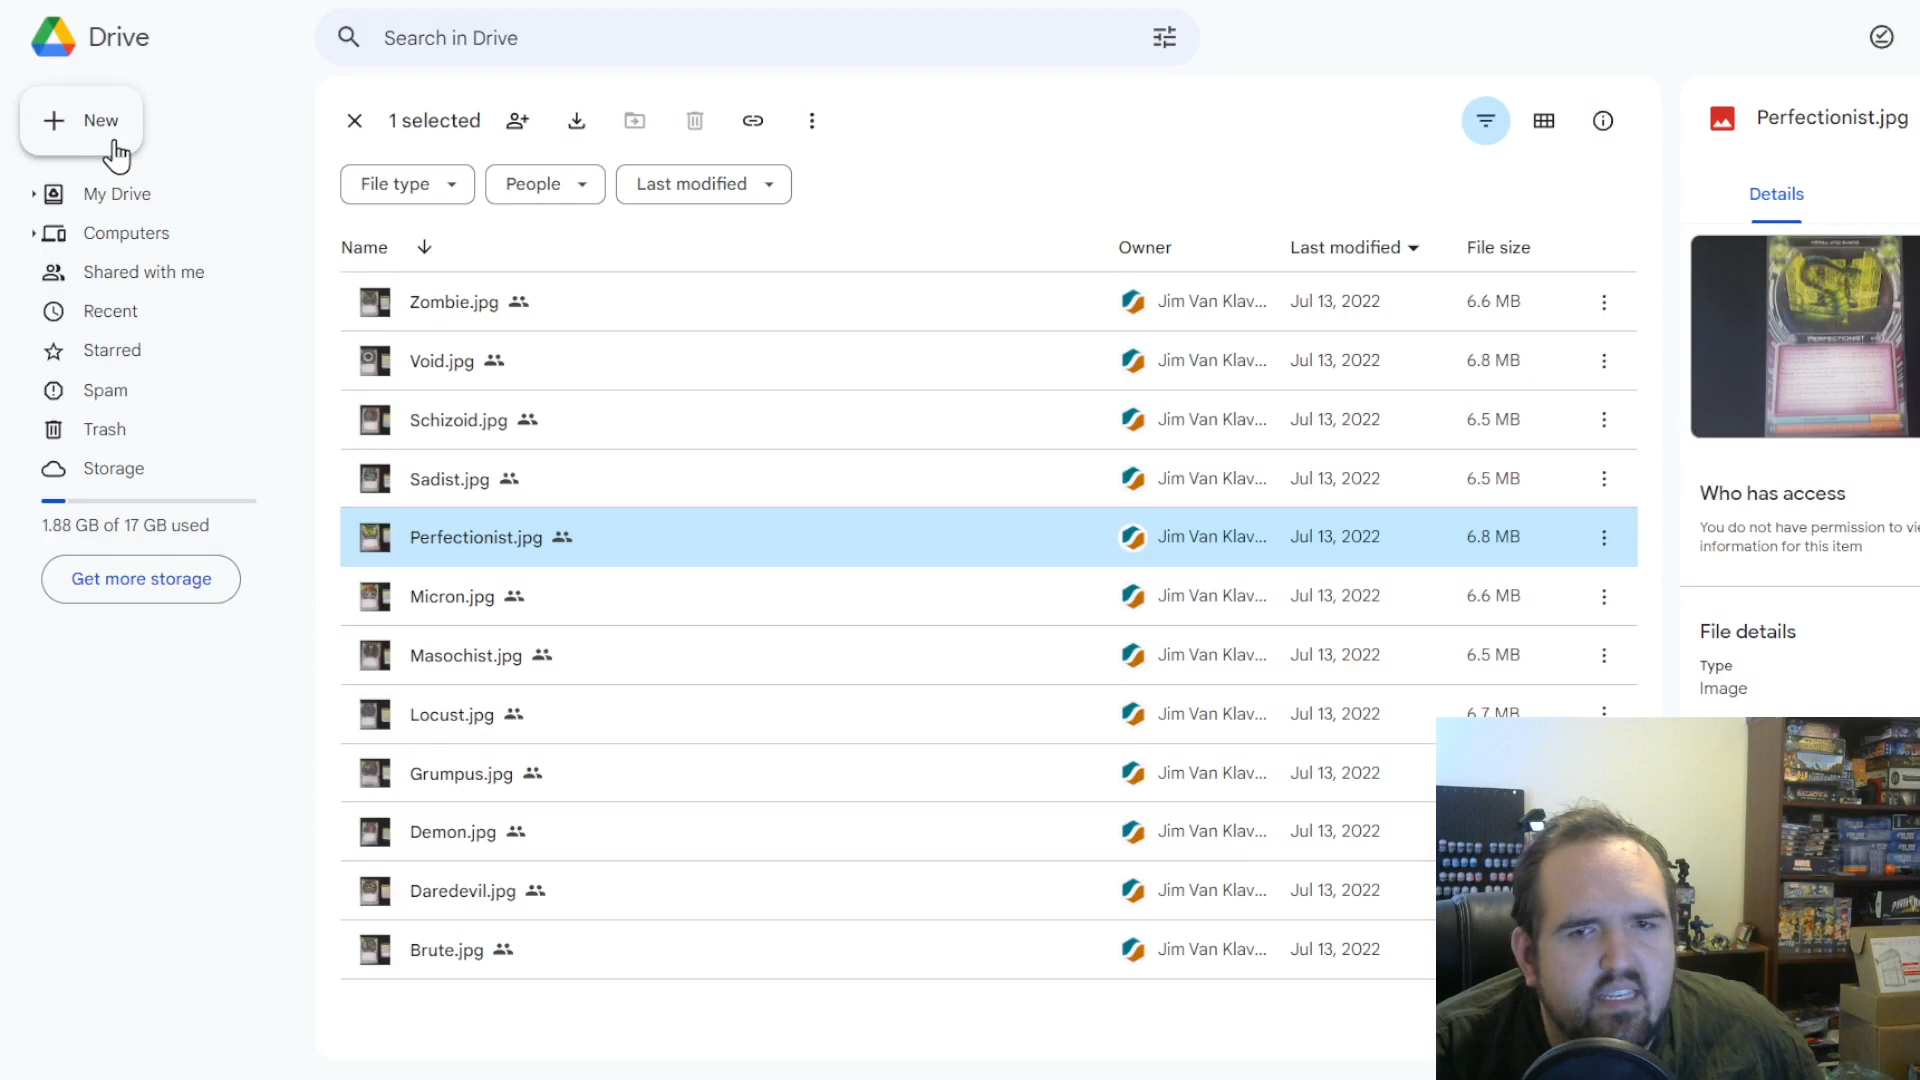 Drive
Search in Drive
New
My Drive
Computers
Shared with me
Recent
Starred
Spam
Trash
Storage
1.88 GB of 17 GB used
Get more storage
1 selected
File type
People
Last modified
Name Owner Last modified File size
Zombie.jpg Jim Van Klav... Jul 13, 2022 6.6 MB
Void.jpg Jim Van Klav... Jul 13, 2022 6.8 MB
Schizoid.jpg Jim Van Klav... Jul 13, 2022 6.5 MB
Sadist.jpg Jim Van Klav... Jul 13, 2022 6.5 MB
Perfectionist.jpg Jim Van Klav... Jul 13, 2022 6.8 MB
Micron.jpg Jim Van Klav... Jul 13, 2022 6.6 MB
Masochist.jpg Jim Van Klav... Jul 13, 2022 6.5 MB
Locust.jpg Jim Van Klav... Jul 13, 2022 6.7 MB
Grumpus.jpg Jim Van Klav... Jul 13, 2022
Demon.jpg Jim Van Klav... Jul 13, 2022
Daredevil.jpg Jim Van Klav... Jul 13, 2022
Brute.jpg Jim Van Klav... Jul 13, 2022
Perfectionist.jpg
Details
PERFECTIONIST
Who has access
You do not have permission to vie
information for this item
File details
Type
Image